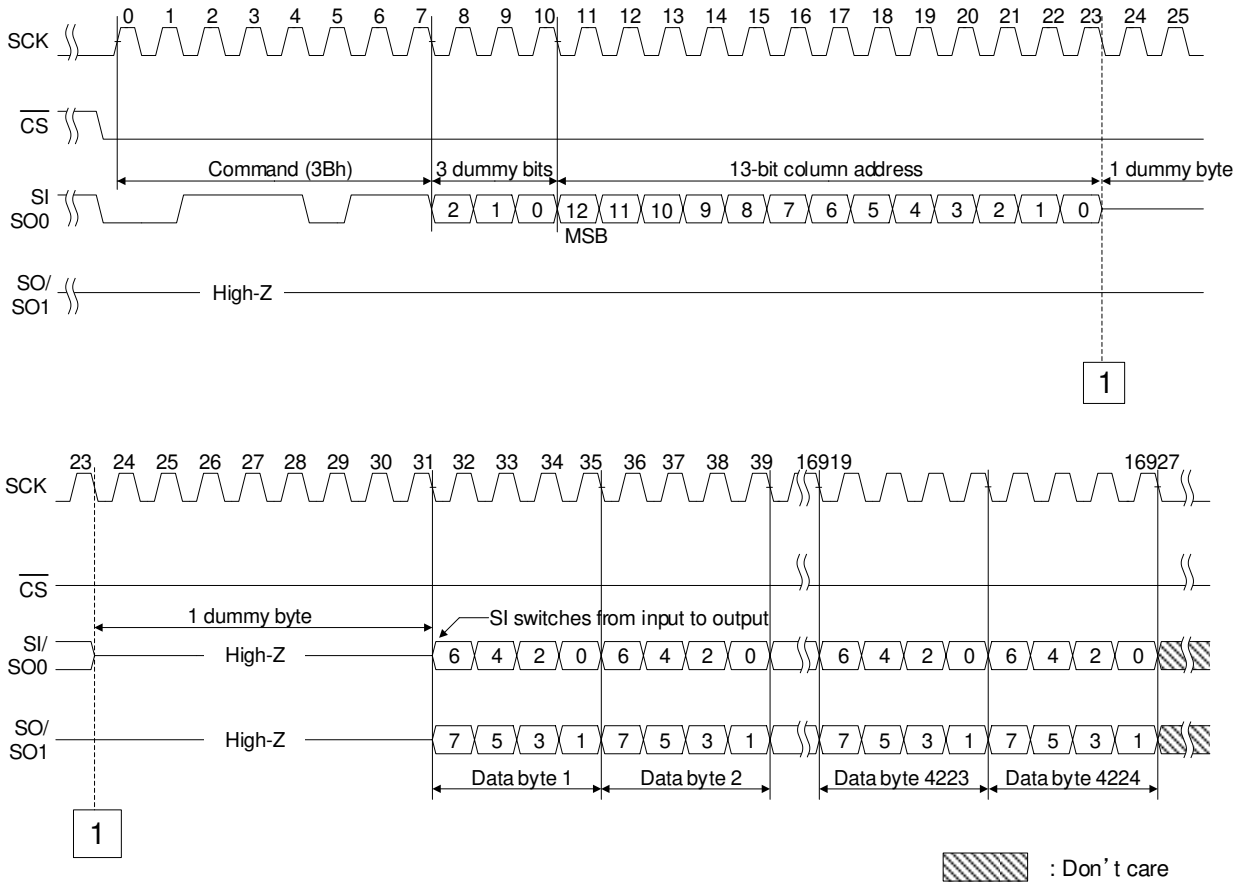 0 1 2 3 4 5 6 7 8 9 10 11 12 13 14 15 16 17 18 19 20 21 22 23 24 25
SCK
CS
Command (3Bh) 3 dummy bits 13-bit column address 1 dummy byte
SI
SO0
2 1 0 12 11 10 9 8 7 6 5 4 3 2 1 0
MSB
SO/
SO1
High-Z
1
23 24 25 26 27 28 29 30 31 32 33 34 35 36 37 38 39 16919 16927
SCK
CS
1 dummy byte
SI switches from input to output
SI/
SO0
High-Z
6 4 2 0 6 4 2 0 6 4 2 0 6 4 2 0
SO/
SO1
High-Z
7 5 3 1 7 5 3 1 7 5 3 1 7 5 3 1
Data byte 1 Data byte 2 Data byte 4223 Data byte 4224
1
: Don't care